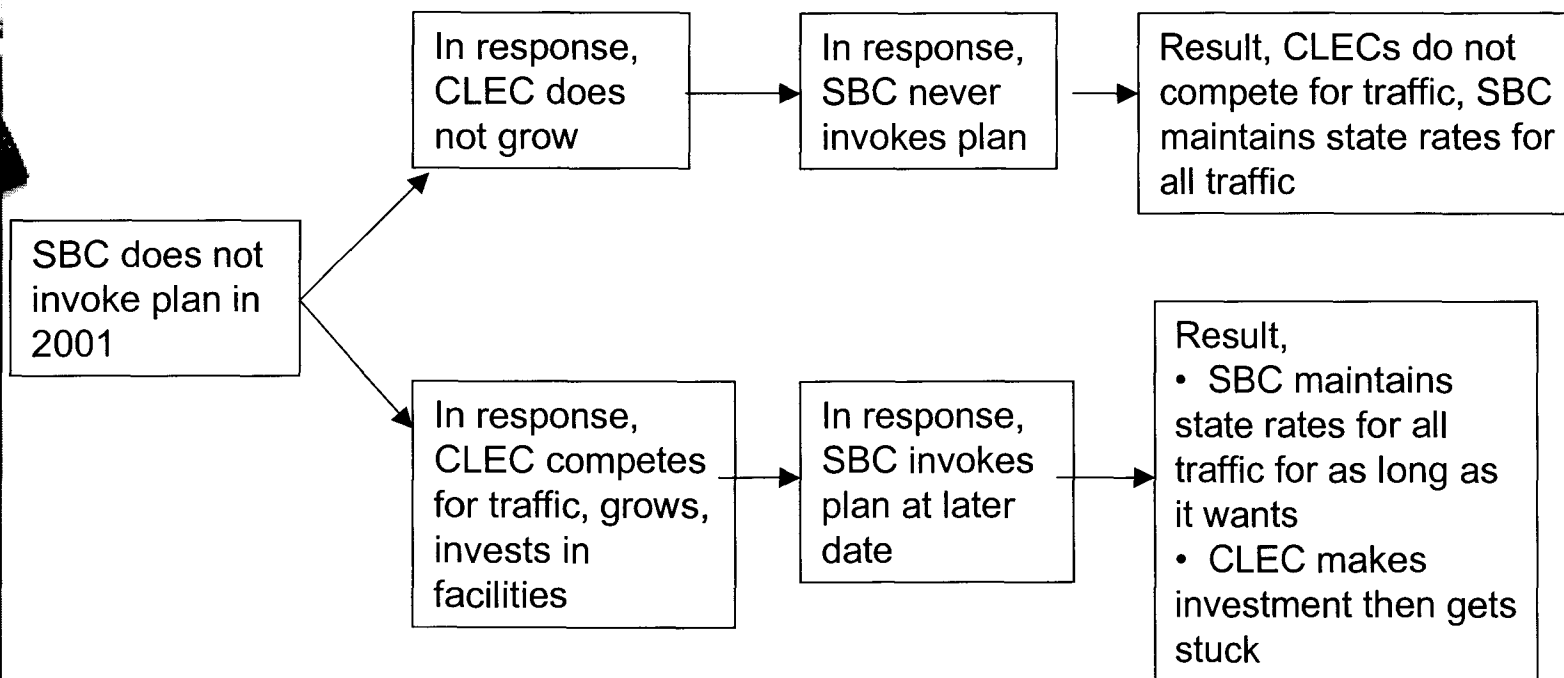 SBC does not
invoke plan in
2001
In response,
CLEC does
not grow
In response,
SBC never
invokes plan
Result, CLECs do not
compete for traffic, SBC
maintains state rates for
all traffic
In response,
CLEC competes
for traffic, grows,
invests in
facilities
In response,
SBC invokes
plan at later
date
Result,
• SBC maintains
state rates for all
traffic for as long as
it wants
• CLEC makes
investment then gets
stuck